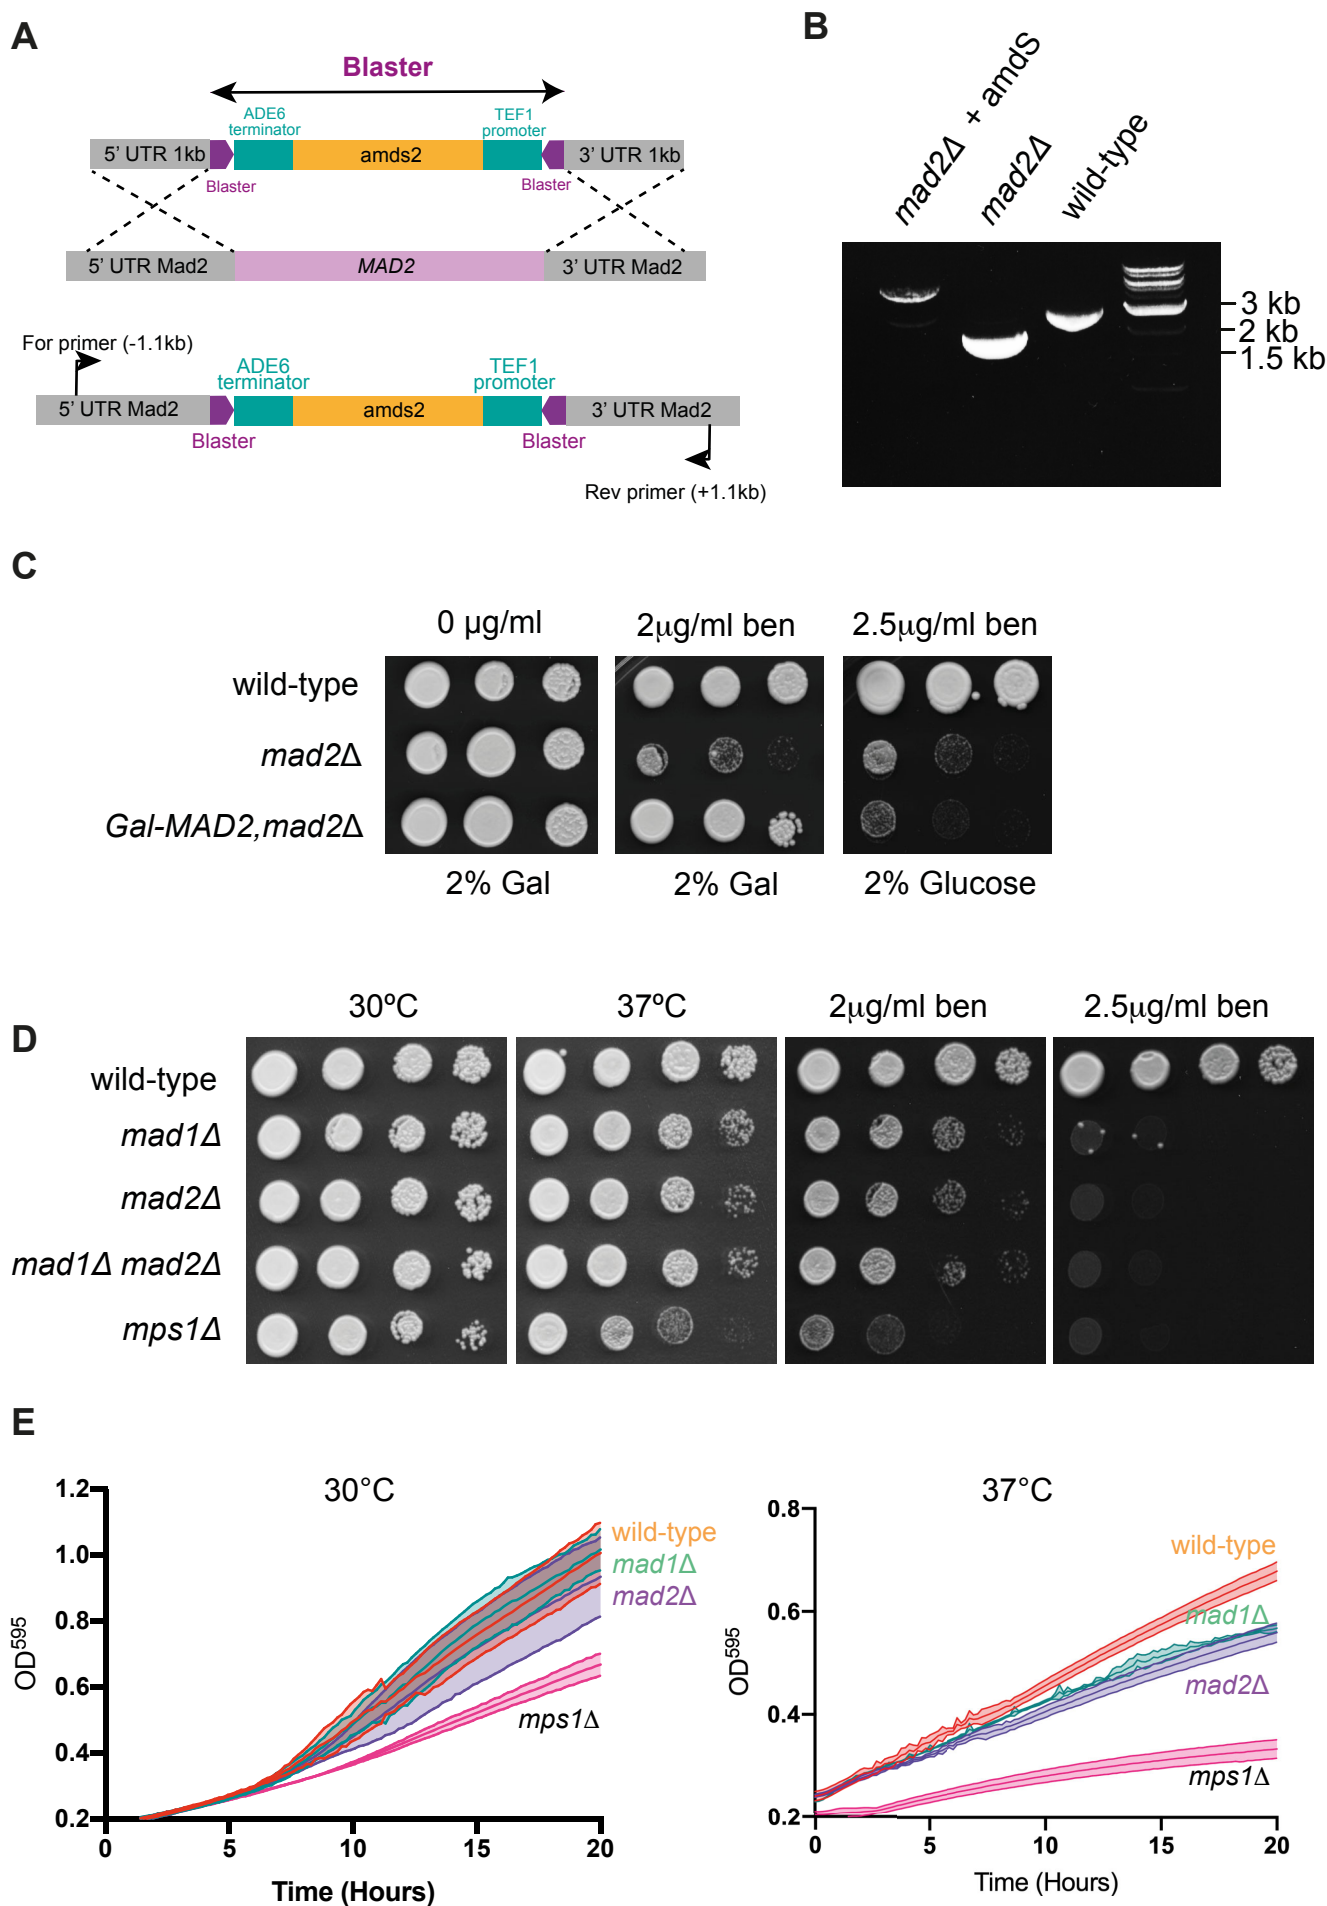 A
Blaster
ADE6
terminator
TEF1
promoter
5' UTR 1kb
amds2
3' UTR 1kb
Blaster
Blaster
5' UTR Mad2
MAD2
3' UTR Mad2
For primer (-1.1kb)
ADE6
terminator
TEF1
promoter
5' UTR Mad2
amds2
3' UTR Mad2
Blaster
Blaster
Rev primer (+1.1kb)
B
mad2Δ + amdS
mad2Δ
wild-type
3 kb
2 kb
1.5 kb
C
0 µg/ml
2µg/ml ben
2.5µg/ml ben
wild-type
mad2Δ
Gal-MAD2,mad2Δ
2% Gal
2% Gal
2% Glucose
D
30ºC
37ºC
2µg/ml ben
2.5µg/ml ben
wild-type
mad1Δ
mad2Δ
mad1Δ mad2Δ
mps1Δ
E
30°C
1.2
1.0
0.8
0.6
0.4
0.2
OD595
0
5
10
15
20
Time (Hours)
wild-type
mad1Δ
mad2Δ
mps1Δ
37°C
0.8
0.6
0.4
0.2
OD595
0
5
10
15
20
Time (Hours)
wild-type
mad1Δ
mad2Δ
mps1Δ